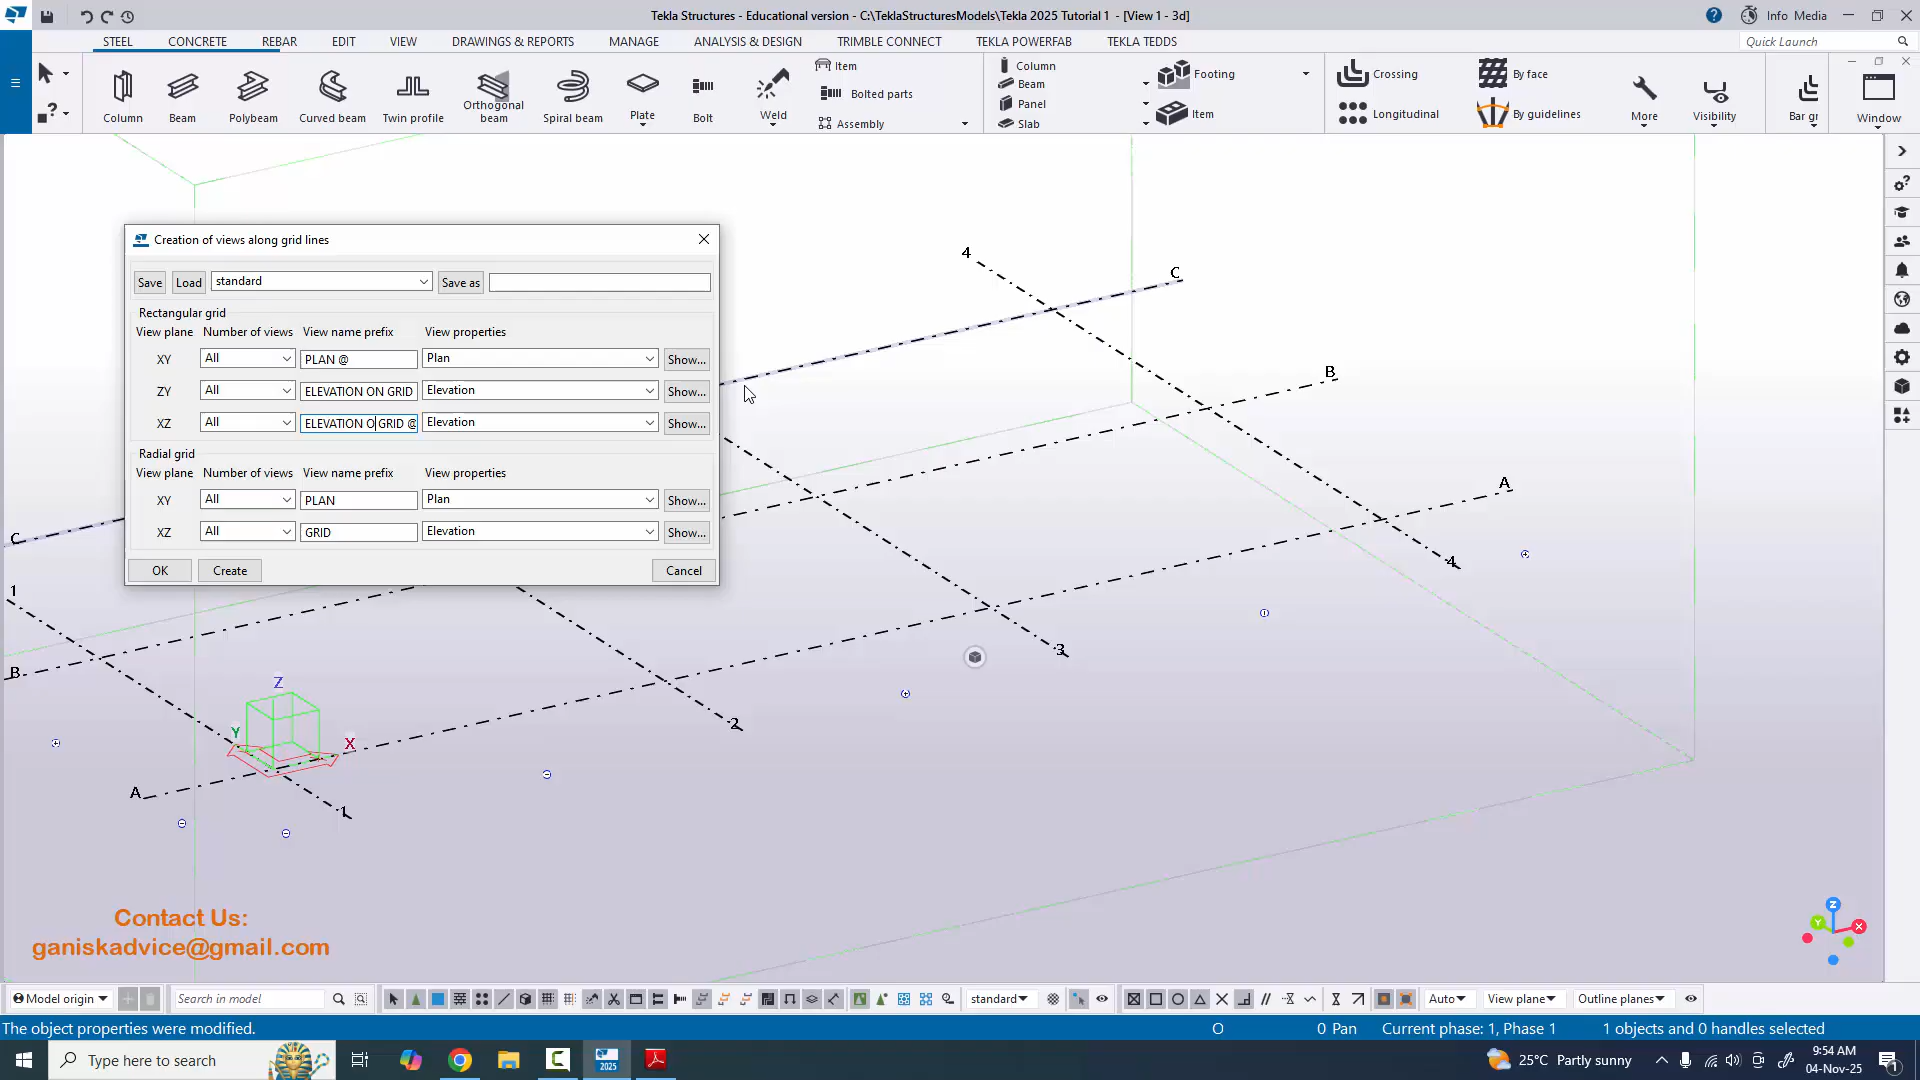 Tekla Structures - Educational version - C:\TeklaStructuresModels\Tekla 2025 Tutorial 1 - [View 1 - 3d]
Info Media
STEEL CONCRETE REBAR EDIT VIEW DRAWINGS & REPORTS MANAGE ANALYSIS & DESIGN TRIMBLE CONNECT TEKLA POWERFAB TEKLA TEDDS
Quick Launch
Column
Beam
Polybeam
Curved beam
Twin profile
Orthogonal
beam
Spiral beam
Plate
Bolt
Weld
Item
Bolted parts
Assembly
Column
Beam
Panel
Slab
Footing
Item
Crossing
Longitudinal
By face
By guidelines
More
Visibility
Bar gr
Window
Creation of views along grid lines
Save Load standard Save as
Rectangular grid
View plane Number of views View name prefix View properties
XY All PLAN @ Plan Show...
ZY All ELEVATION ON GRID Elevation Show...
XZ All ELEVATION O GRID @ Elevation Show...
Radial grid
View plane Number of views View name prefix View properties
XY All PLAN Plan Show...
XZ All GRID Elevation Show...
OK Create Cancel
4
C
B
A
4
3
2
1
C
1
B
A
Z
Y
X
Z
Y
X
Contact Us:
ganiskadvice@gmail.com
Model origin Search in model standard Auto View plane Outline planes
The object properties were modified. O 0 Pan Current phase: 1, Phase 1 1 objects and 0 handles selected
Type here to search
2025
25°C Partly sunny
9:54 AM
04-Nov-25
1